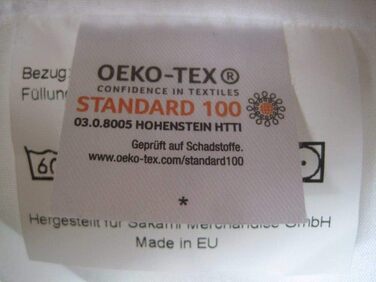 Bezug:
Füllung
OEKO-TEX®
CONFIDENCE IN TEXTILES
STANDARD 100
03.0.8005 HOHENSTEIN HTTI
Geprüft auf Schadstoffe.
www.oeko-tex.com/standard100
60
*
Hergestellt für Sakami Merchandise GmbH
Made in EU